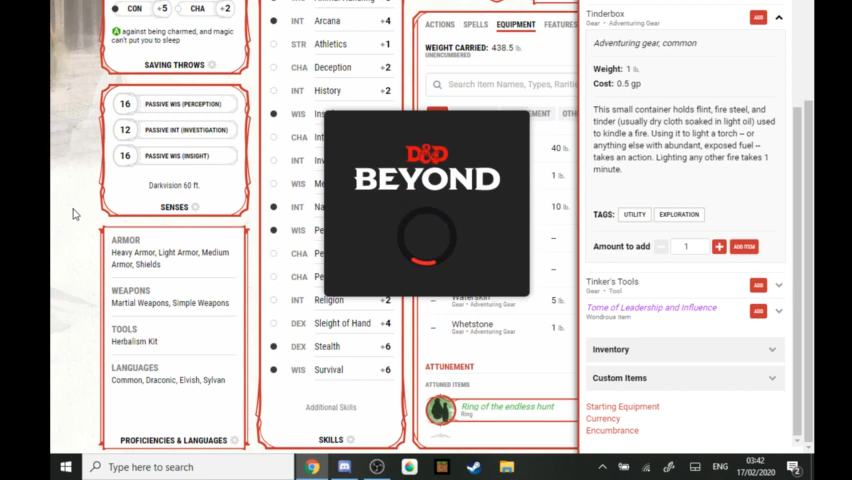 CON
+5
CHA
+2
against being charmed, and magic
can't put you to sleep
SAVING THROWS
16
PASSIVE WIS (PERCEPTION)
12
PASSIVE INT (INVESTIGATION)
16
PASSIVE WIS (INSIGHT)
Darkvision 60 ft.
SENSES
ARMOR
Heavy Armor, Light Armor, Medium
Armor, Shields
WEAPONS
Martial Weapons, Simple Weapons
TOOLS
Herbalism Kit
LANGUAGES
Common, Draconic, Elvish, Sylvan
PROFICIENCIES & LANGUAGES
INT
Arcana
+4
STR
Athletics
+1
CHA
Deception
+2
INT
History
+2
WIS
CHA
INT
WIS
INT
WIS
CHA
CHA
INT
Religion
+2
DEX
Sleight of Hand
+4
DEX
Stealth
+6
WIS
Survival
+6
Additional Skills
SKILLS
D&D
BEYOND
ACTIONS
SPELLS
EQUIPMENT
FEATURES
WEIGHT CARRIED: 438.5 lb.
UNENCUMBERED
Search Item Names, Types, Rarities
40 lb.
1 lb.
10 lb.
--
--
Waterskin
Gear • Adventuring Gear
5 lb.
Whetstone
Gear • Adventuring Gear
1 lb.
ATTUNEMENT
ATTUNED ITEMS
Ring of the endless hunt
Ring
Tinderbox
Gear • Adventuring Gear
ADD
Adventuring gear, common
Weight: 1 lb.
Cost: 0.5 gp
This small container holds flint, fire steel, and
tinder (usually dry cloth soaked in light oil) used
to kindle a fire. Using it to light a torch – or
anything else with abundant, exposed fuel –
takes an action. Lighting any other fire takes 1
minute.
TAGS:
UTILITY
EXPLORATION
Amount to add
1
ADD ITEM
Tinker's Tools
Gear • Tool
ADD
Tome of Leadership and Influence
Wondrous Item
ADD
Inventory
Custom Items
Starting Equipment
Currency
Encumbrance
Type here to search
ENG
03:42
17/02/2020
2